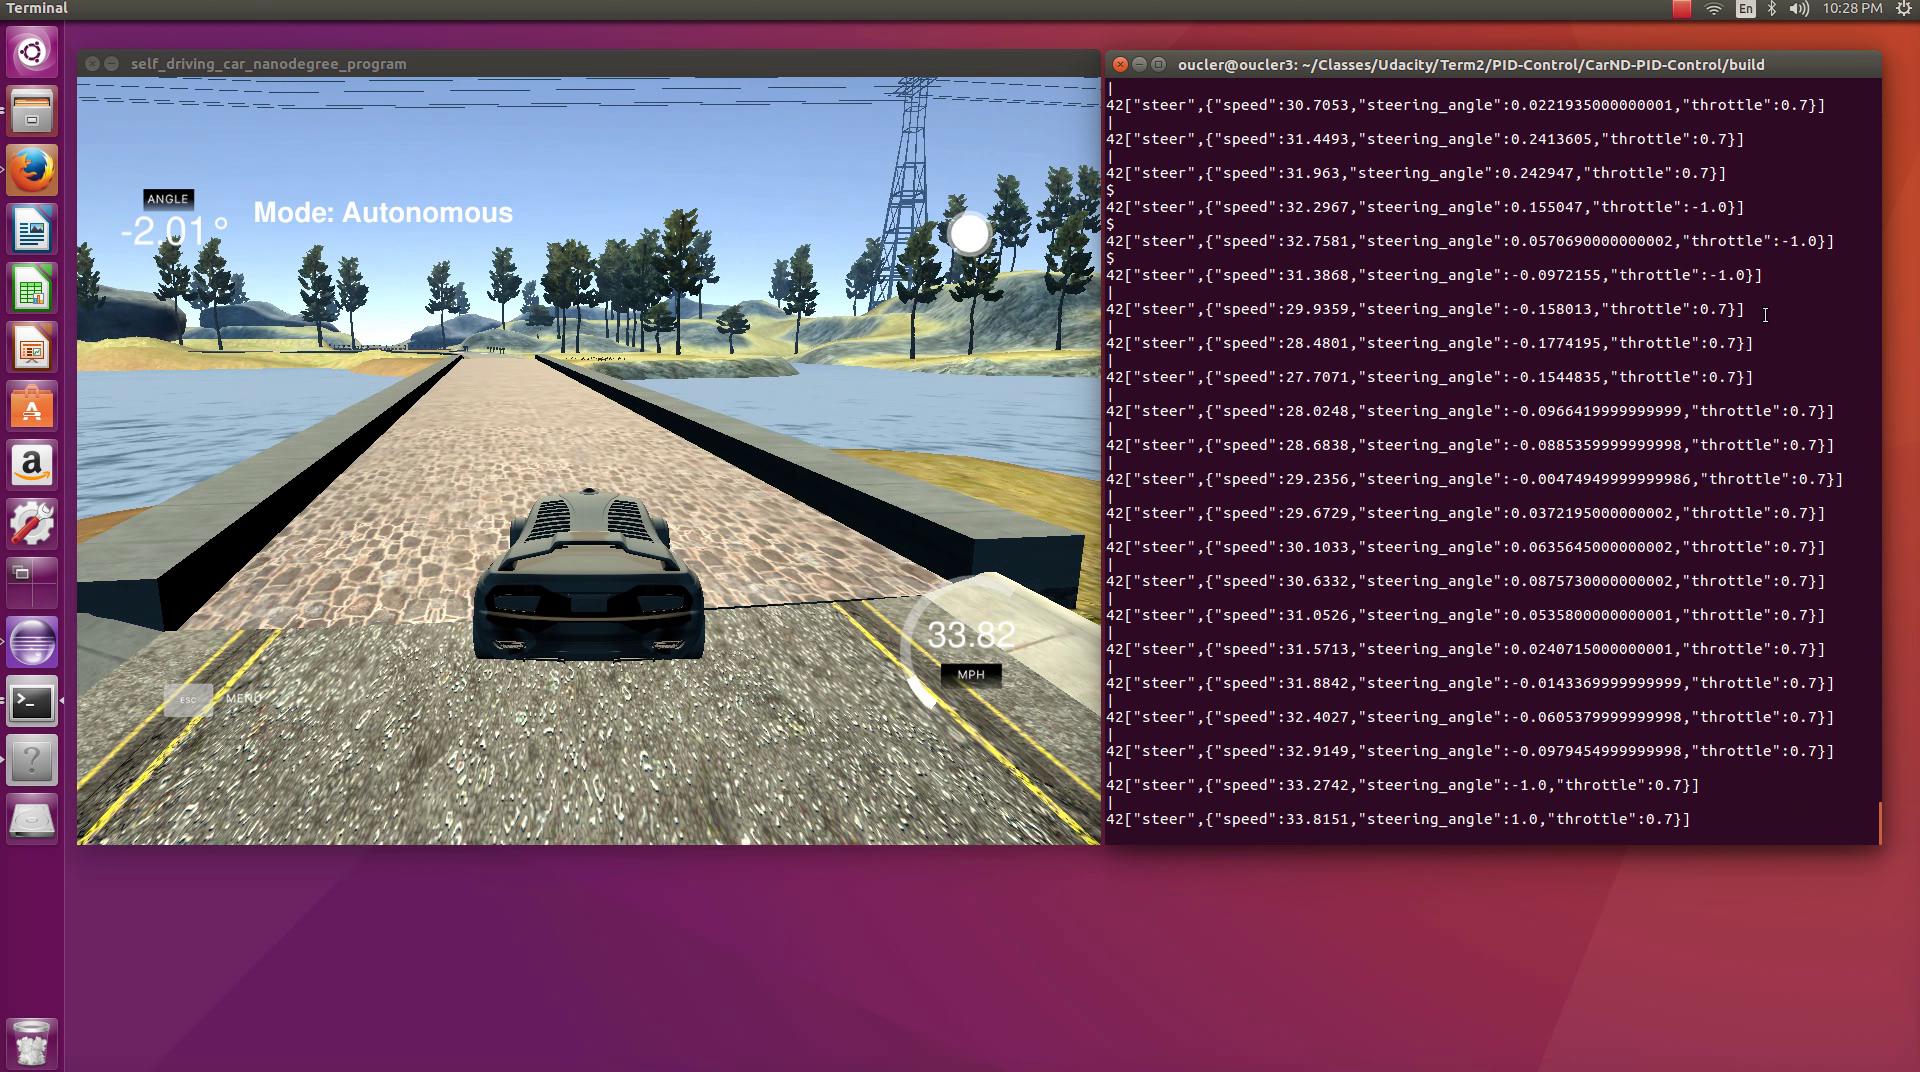 Terminal
En
10:28 PM
self_driving_car_nanodegree_program
ANGLE
-2.01°
Mode: Autonomous
33.82
MPH
ESC
MENU
oucler@oucler3: ~/Classes/Udacity/Term2/PID-Control/CarND-PID-Control/build
|
42["steer",{"speed":30.7053,"steering_angle":0.0221935000000001,"throttle":0.7}]
|
42["steer",{"speed":31.4493,"steering_angle":0.2413605,"throttle":0.7}]
|
42["steer",{"speed":31.963,"steering_angle":0.242947,"throttle":0.7}]
$
42["steer",{"speed":32.2967,"steering_angle":0.155047,"throttle":-1.0}]
$
42["steer",{"speed":32.7581,"steering_angle":0.0570690000000002,"throttle":-1.0}]
$
42["steer",{"speed":31.3868,"steering_angle":-0.0972155,"throttle":-1.0}]
|
42["steer",{"speed":29.9359,"steering_angle":-0.158013,"throttle":0.7}]
|
42["steer",{"speed":28.4801,"steering_angle":-0.1774195,"throttle":0.7}]
|
42["steer",{"speed":27.7071,"steering_angle":-0.1544835,"throttle":0.7}]
|
42["steer",{"speed":28.0248,"steering_angle":-0.0966419999999999,"throttle":0.7}]
|
42["steer",{"speed":28.6838,"steering_angle":-0.0885359999999998,"throttle":0.7}]
|
42["steer",{"speed":29.2356,"steering_angle":-0.00474949999999986,"throttle":0.7}]
|
42["steer",{"speed":29.6729,"steering_angle":0.0372195000000002,"throttle":0.7}]
|
42["steer",{"speed":30.1033,"steering_angle":0.0635645000000002,"throttle":0.7}]
|
42["steer",{"speed":30.6332,"steering_angle":0.0875730000000002,"throttle":0.7}]
|
42["steer",{"speed":31.0526,"steering_angle":0.0535800000000001,"throttle":0.7}]
|
42["steer",{"speed":31.5713,"steering_angle":0.0240715000000001,"throttle":0.7}]
|
42["steer",{"speed":31.8842,"steering_angle":-0.0143369999999999,"throttle":0.7}]
|
42["steer",{"speed":32.4027,"steering_angle":-0.0605379999999998,"throttle":0.7}]
|
42["steer",{"speed":32.9149,"steering_angle":-0.0979454999999998,"throttle":0.7}]
|
42["steer",{"speed":33.2742,"steering_angle":-1.0,"throttle":0.7}]
|
42["steer",{"speed":33.8151,"steering_angle":1.0,"throttle":0.7}]